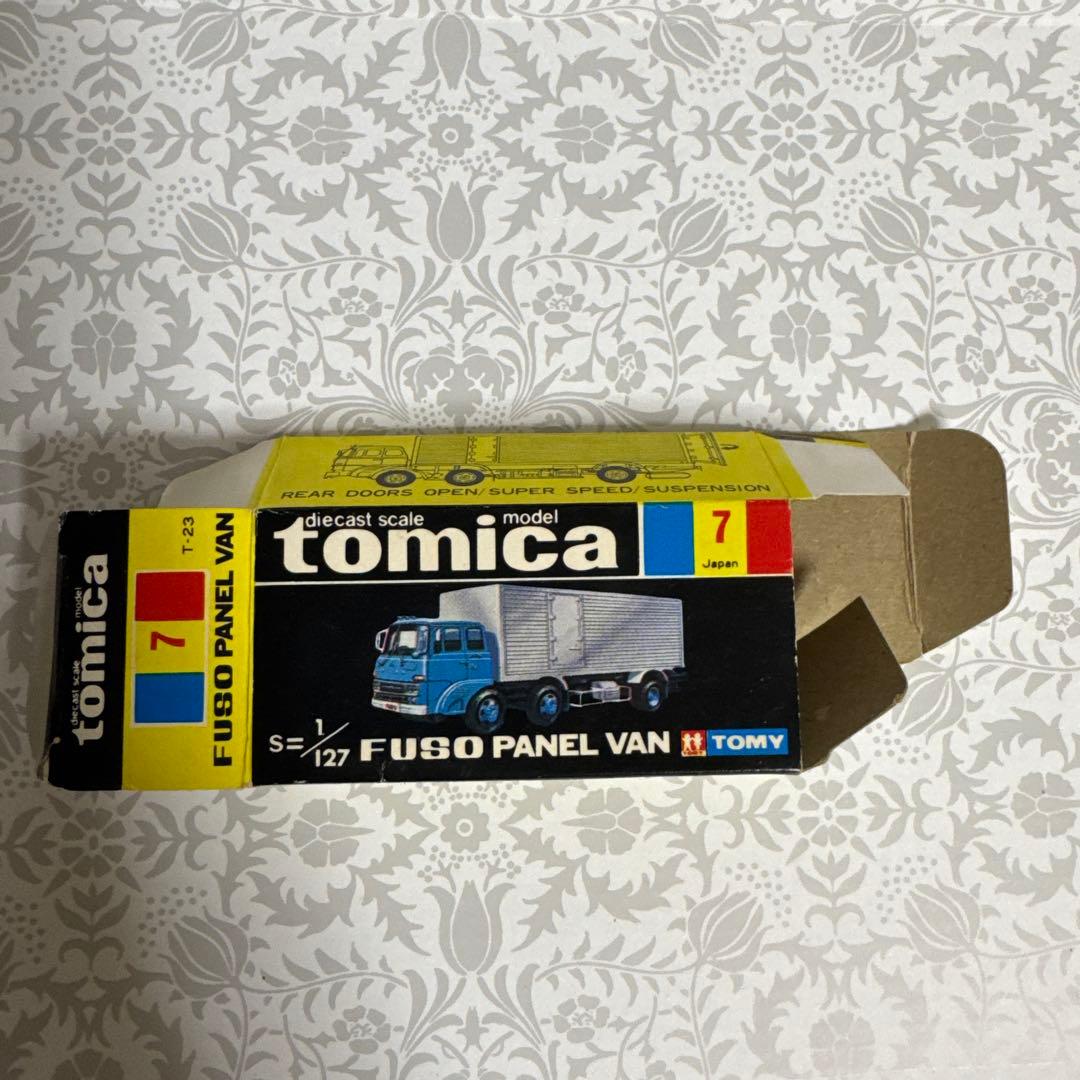 REAR DOORS OPEN/SUPER SPEED/SUSPENSION
diecast scale model
tomica
7
Japan
S=1/127 FUSO PANEL VAN TOMY
diecast scale model
tomica
7
T-23
FUSO PANEL VAN